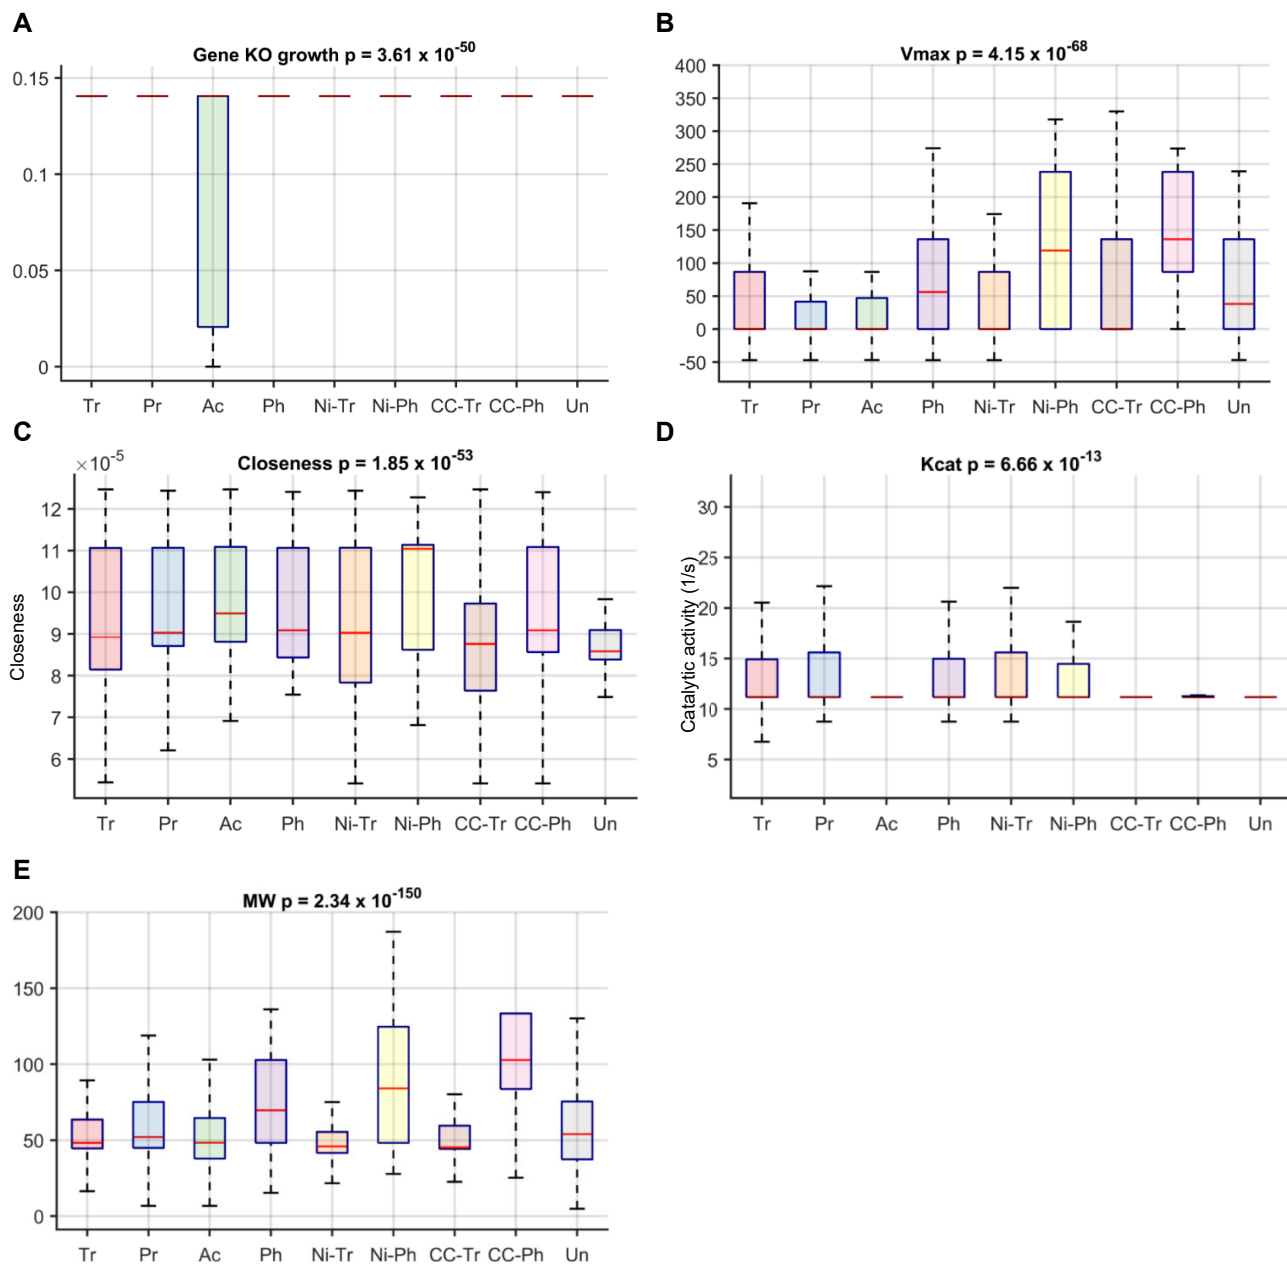 A
Gene KO growth p = 3.61 x 10-50
0.15
0.1
0.05
0
Tr Pr Ac Ph Ni-Tr Ni-Ph CC-Tr CC-Ph Un
B
Vmax p = 4.15 x 10-68
400
350
300
250
200
150
100
50
0
-50
Tr Pr Ac Ph Ni-Tr Ni-Ph CC-Tr CC-Ph Un
C
×10-5
Closeness p = 1.85 x 10-53
Closeness
12
11
10
9
8
7
6
Tr Pr Ac Ph Ni-Tr Ni-Ph CC-Tr CC-Ph Un
D
Kcat p = 6.66 x 10-13
Catalytic activity (1/s)
30
25
20
15
10
5
Tr Pr Ac Ph Ni-Tr Ni-Ph CC-Tr CC-Ph Un
E
MW p = 2.34 x 10-150
200
150
100
50
0
Tr Pr Ac Ph Ni-Tr Ni-Ph CC-Tr CC-Ph Un